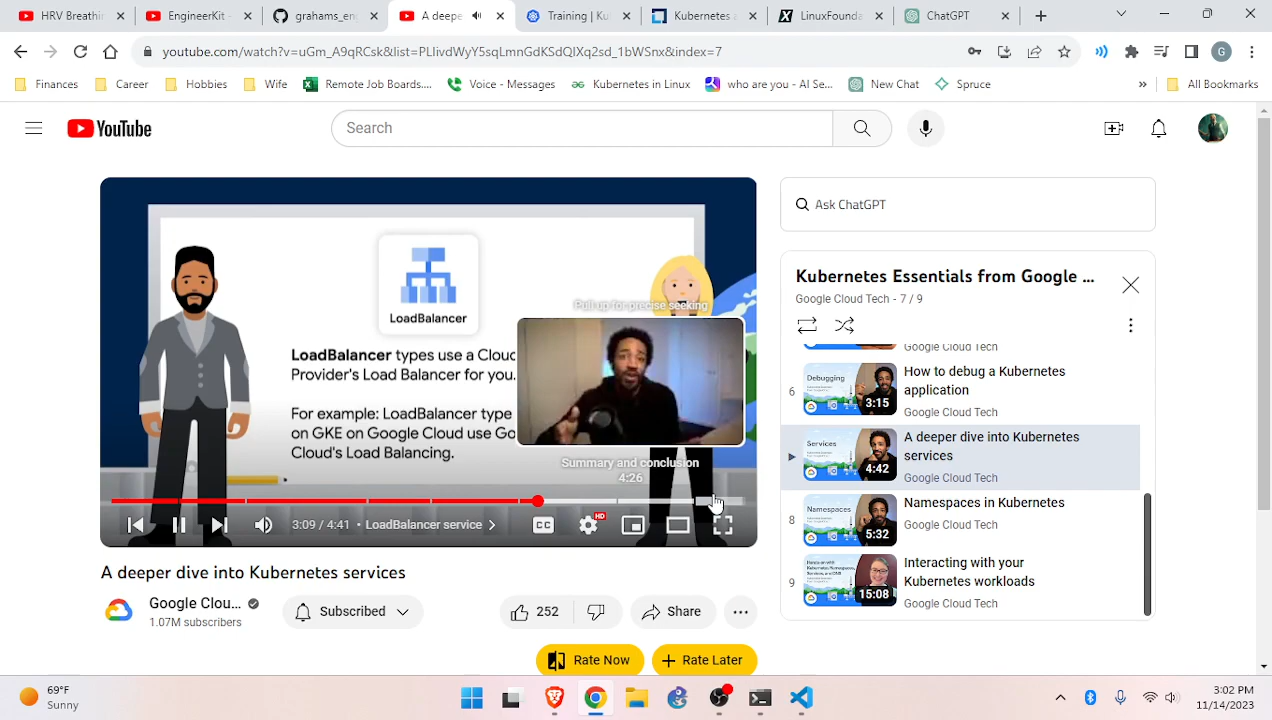 HRV Breathi
EngineerKit -
grahams_en
A deepe
Training | Ku
Kubernetes a
LinuxFounda
ChatGPT
youtube.com/watch?v=uGm_A9qRCsk&list=PLIivdWyY5sqLmnGdKSdQIXq2sd_1bWSnx&index=7
Finances
Career
Hobbies
Wife
Remote Job Boards....
Voice - Messages
Kubernetes in Linux
who are you - AI Se...
New Chat
Spruce
»
All Bookmarks
YouTube
Search
Ask ChatGPT
LoadBalancer
LoadBalancer types use a Cloud
Provider's Load Balancer for you.
For example: LoadBalancer type
on GKE on Google Cloud use Go
Cloud's Load Balancing.
Pull up for precise seeking
Summary and conclusion
4:26
3:09 / 4:41 • LoadBalancer service
CC
HD
Kubernetes Essentials from Google ...
Google Cloud Tech - 7 / 9
Google Cloud Tech
6
Debugging
3:15
How to debug a Kubernetes
application
Google Cloud Tech
Services
4:42
A deeper dive into Kubernetes
services
Google Cloud Tech
8
Namespaces
5:32
Namespaces in Kubernetes
Google Cloud Tech
9
15:08
Interacting with your
Kubernetes workloads
Google Cloud Tech
A deeper dive into Kubernetes services
Google Clou...
1.07M subscribers
Subscribed
252
Share
Rate Now
Rate Later
69°F
Sunny
3:02 PM
11/14/2023